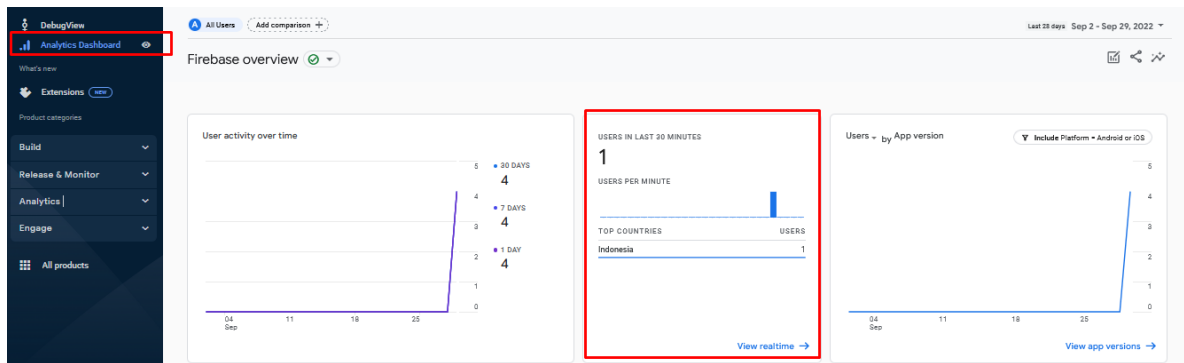 DebugView
Analytics Dashboard
What's new
Extensions NEW
Product categories
Build
Release & Monitor
Analytics
Engage
All products
A All Users Add comparison +
Last 28 days Sep 2 - Sep 29, 2022
Firebase overview
User activity over time
5
4
3
2
1
0
04
Sep
11
18
25
30 DAYS
4
7 DAYS
4
1 DAY
4
USERS IN LAST 30 MINUTES
1
USERS PER MINUTE
TOP COUNTRIES USERS
Indonesia 1
View realtime →
Users by App version
Include Platform = Android or iOS
5
4
3
2
1
0
04
Sep
11
18
25
View app versions →